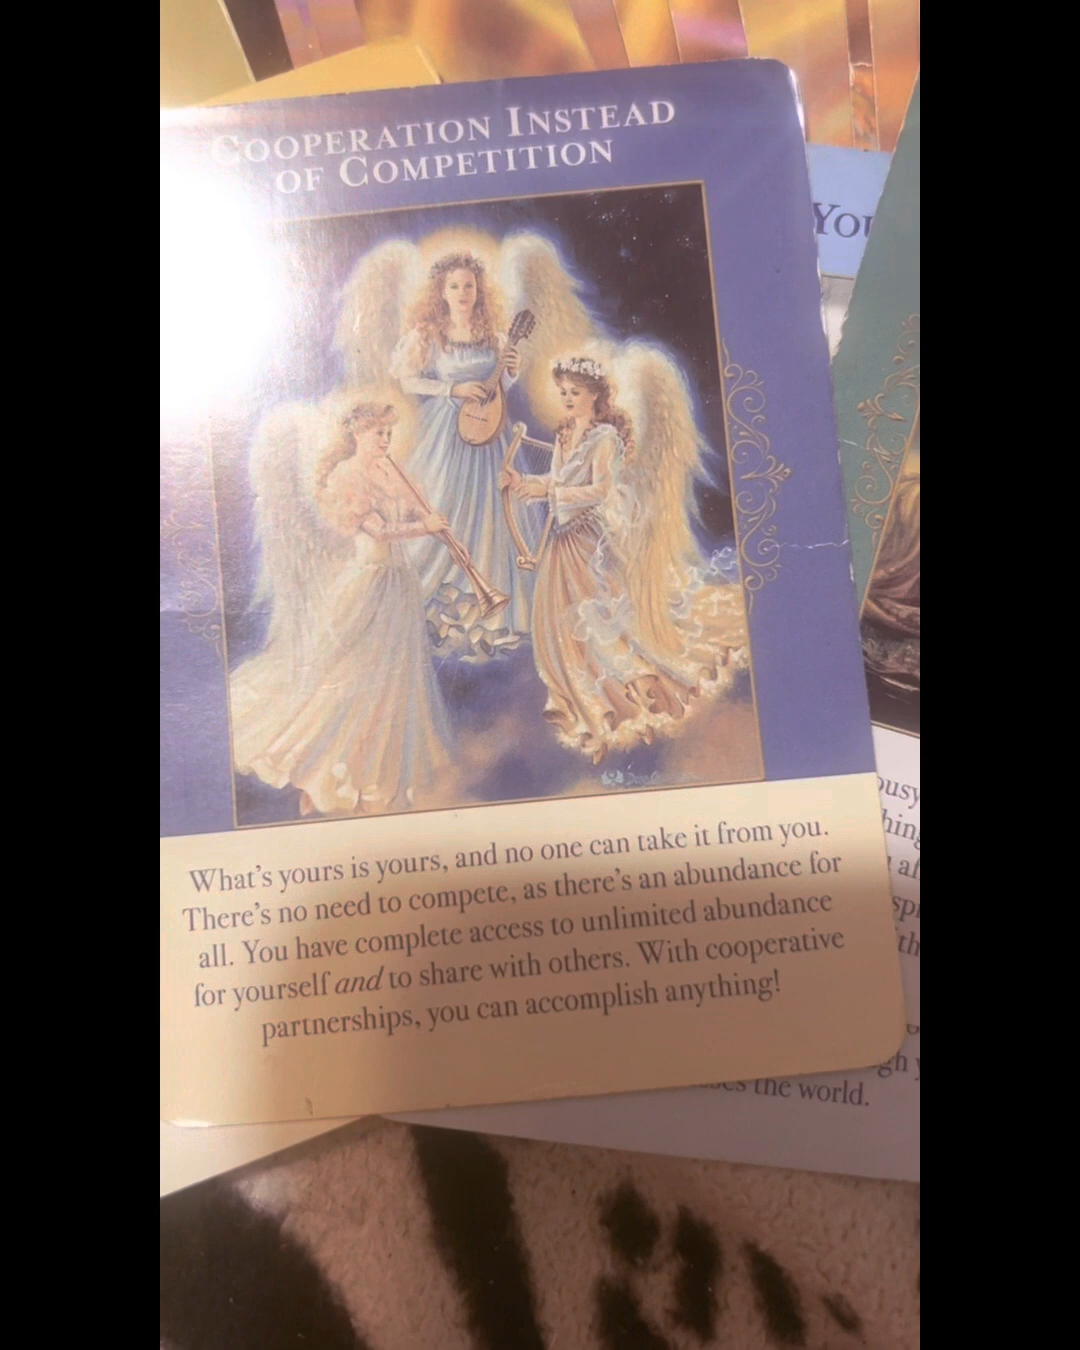 COOPERATION INSTEAD
OF COMPETITION
YOU
What's yours is yours, and no one can take it from you.
There's no need to compete, as there's an abundance for
all. You have complete access to unlimited abundance
for yourself and to share with others. With cooperative
partnerships, you can accomplish anything!
the world.